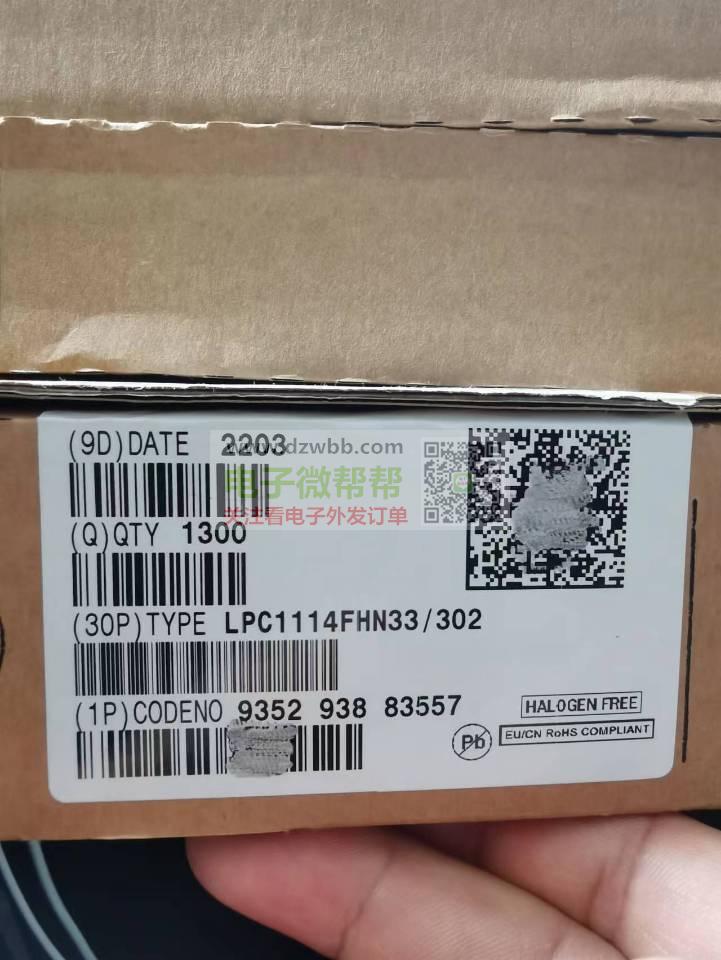 (9D)DATE 2203
www.dzwbb.com
电子微帮帮
关注看电子外发订单
(Q)QTY 1300
(30P)TYPE LPC1114FHN33/302
(1P)CODENO 9352 938 83557
HALOGEN FREE
Pb
EU/CN RoHS COMPLIANT